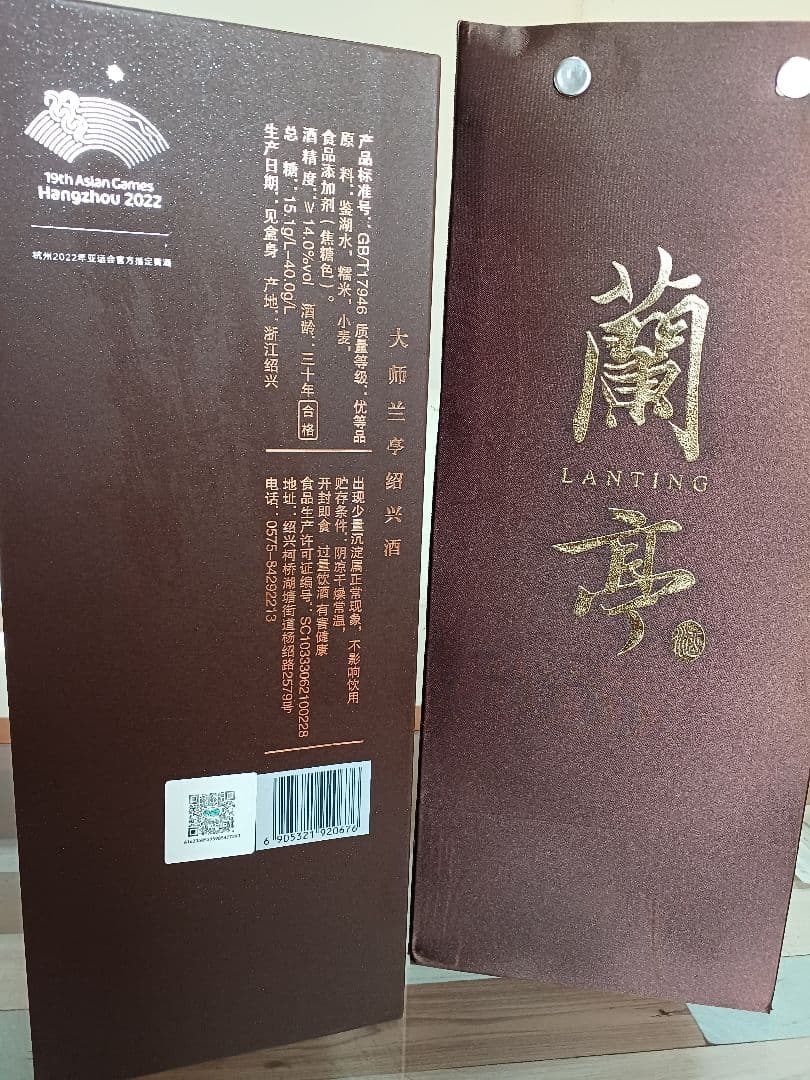 19th Asian Games
Hangzhou 2022
杭州2022年亚运会官方指定黄酒
大师兰亭绍兴酒
产品标准号：GB/T17946 质量等级：优等品
原 料：鉴湖水，糯米，小麦，
食品添加剂（焦糖色）。
酒精度：≥14.0%vol 酒龄：三十年 合格
总 糖：15.1g/L-40.0g/L
生产日期：见盒身 产地：浙江绍兴
出现少量沉淀属正常现象，不影响饮用
贮存条件：阴凉干燥常温，
开封即食 过量饮酒 有害健康
食品生产许可证编号：SC10333062100228
地址：绍兴柯桥湖塘街道杨绍路2579号
电话：0575-84292213
6 905321 920676
蘭
LANTING
亭